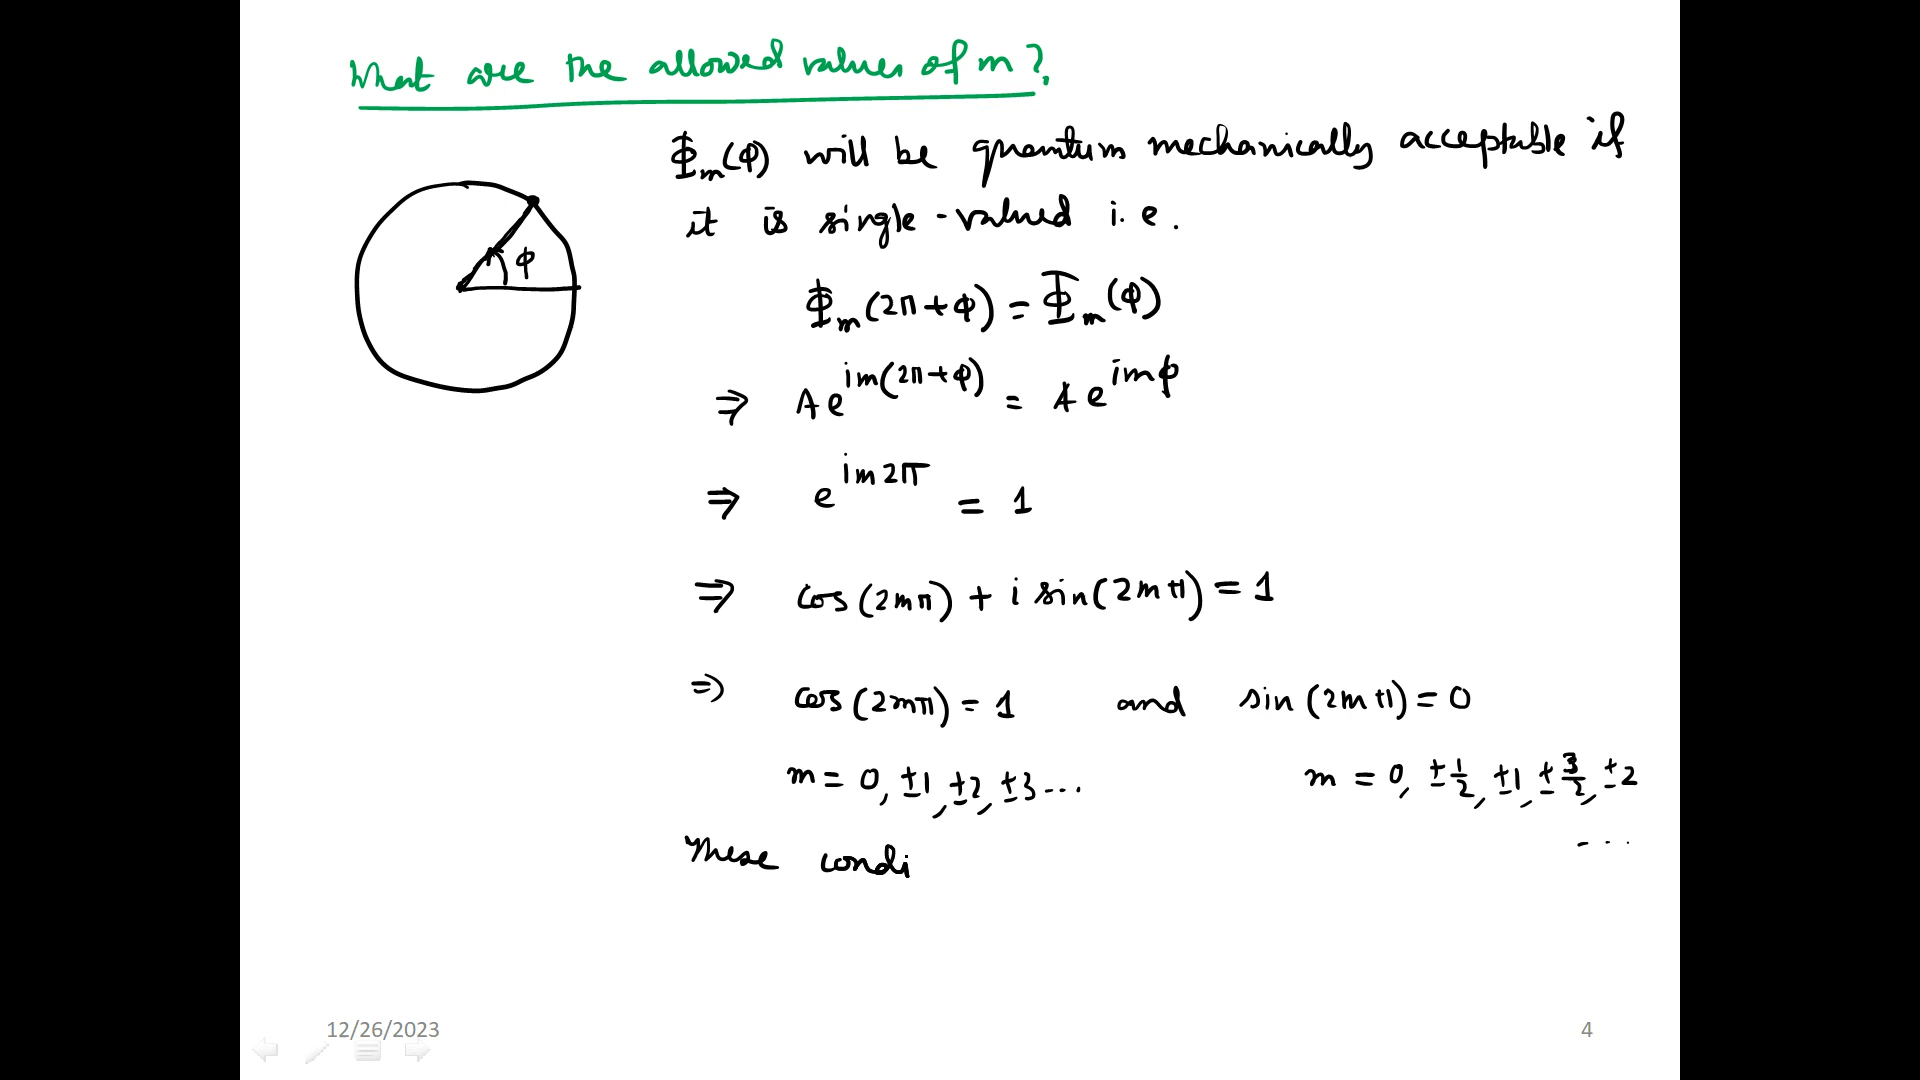 What are the allowed values of m?
Φₘ(φ) will be quantum mechanically acceptable if
it is single-valued i.e.
φ
Φₘ(2π+φ) = Φₘ(φ)
⇒ Ae^{im(2π+φ)} = Ae^{imφ}
⇒ e^{im2π} = 1
⇒ cos(2mπ) + i sin(2mπ) = 1
⇒ cos(2mπ) = 1 and sin(2mπ) = 0
m = 0, ±1, ±2, ±3... m = 0, ±1/2, ±1, ±3/2, ±2
...
These condi
12/26/2023 4